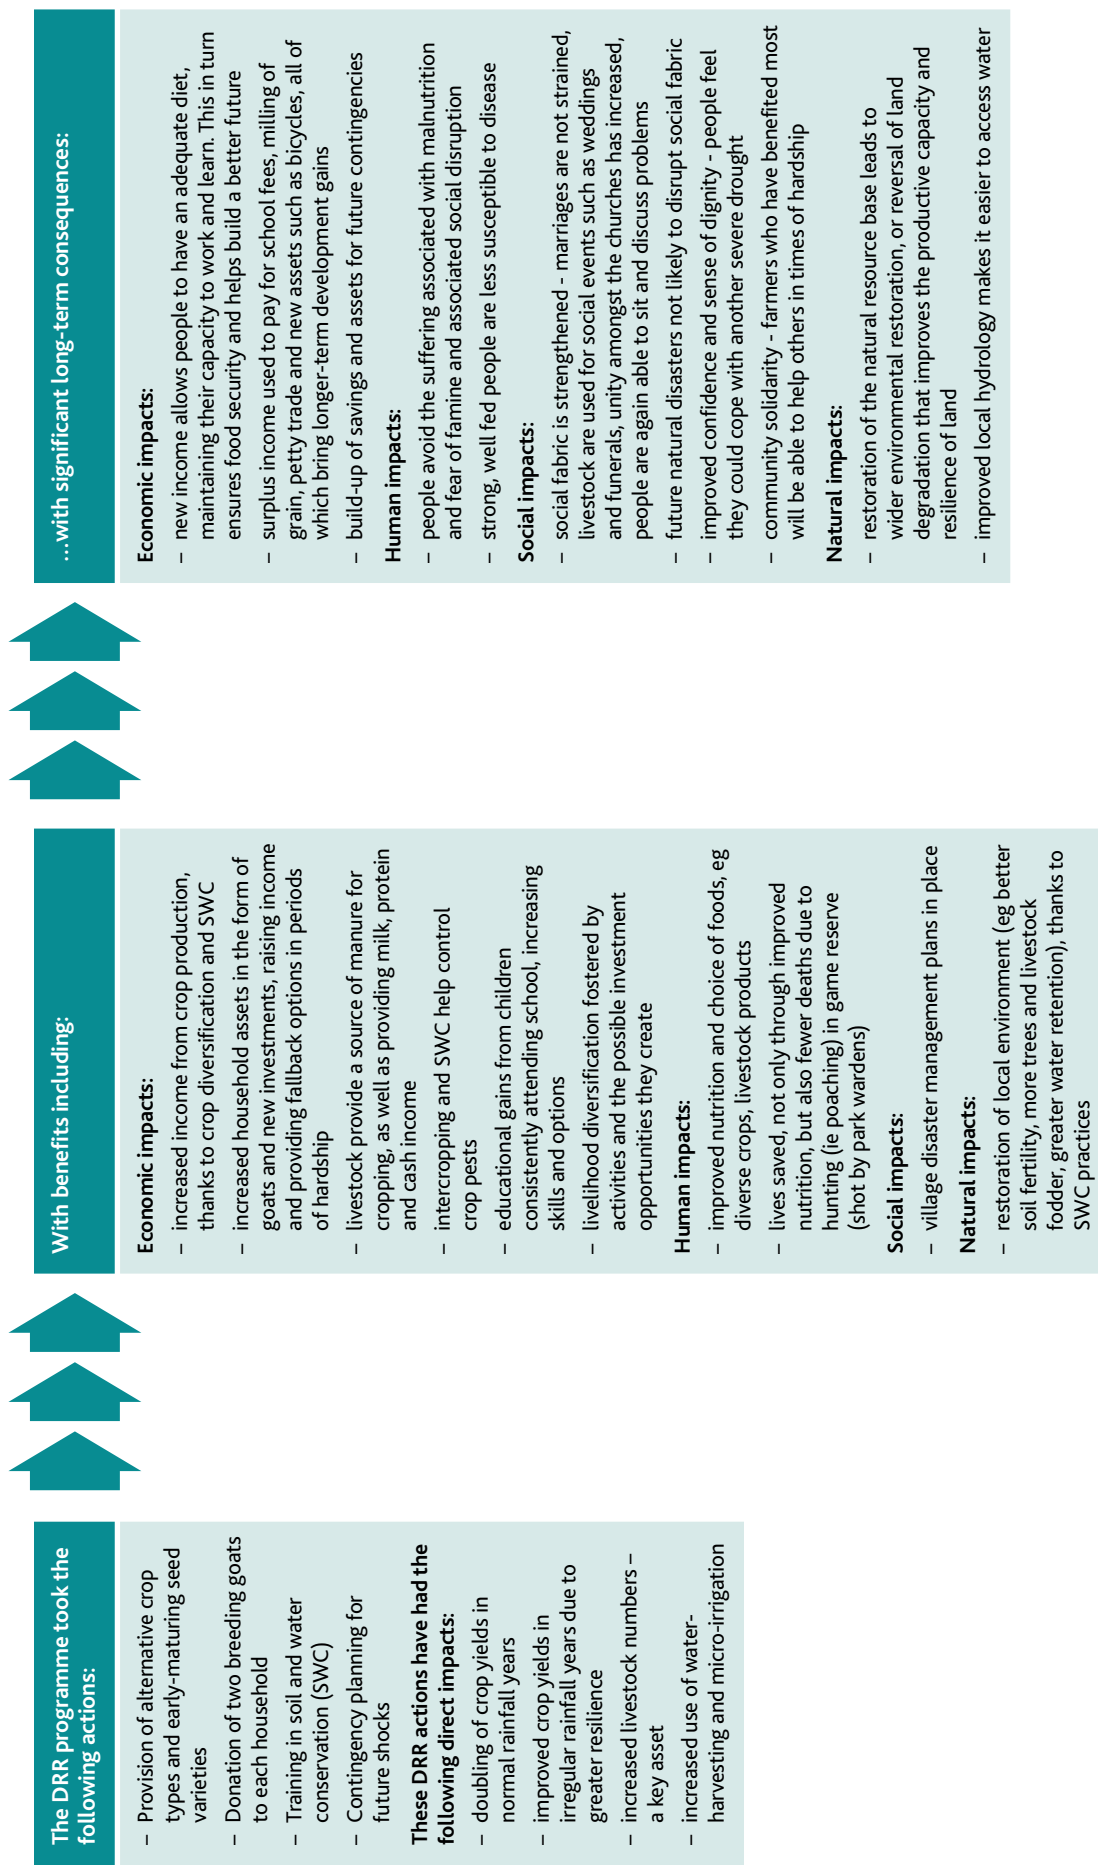 The DRR programme took the
following actions:
– Provision of alternative crop
types and early-maturing seed
varieties
– Donation of two breeding goats
to each household
– Training in soil and water
conservation (SWC)
– Contingency planning for
future shocks
These DRR actions have had the
following direct impacts:
– doubling of crop yields in
normal rainfall years
– improved crop yields in
irregular rainfall years due to
greater resilience
– increased livestock numbers –
a key asset
– increased use of water-
harvesting and micro-irrigation
With benefits including:
Economic impacts:
– increased income from crop production,
thanks to crop diversification and SWC
– increased household assets in the form of
goats and new investments, raising income
and providing fallback options in periods
of hardship
– livestock provide a source of manure for
cropping, as well as providing milk, protein
and cash income
– intercropping and SWC help control
crop pests
– educational gains from children
consistently attending school, increasing
skills and options
– livelihood diversification fostered by
activities and the possible investment
opportunities they create
Human impacts:
– improved nutrition and choice of foods, eg
diverse crops, livestock products
– lives saved, not only through improved
nutrition, but also fewer deaths due to
hunting (ie poaching) in game reserve
(shot by park wardens)
Social impacts:
– village disaster management plans in place
Natural impacts:
– restoration of local environment (eg better
soil fertility, more trees and livestock
fodder, greater water retention), thanks to
SWC practices
...with significant long-term consequences:
Economic impacts:
– new income allows people to have an adequate diet,
maintaining their capacity to work and learn. This in turn
ensures food security and helps build a better future
– surplus income used to pay for school fees, milling of
grain, petty trade and new assets such as bicycles, all of
which bring longer-term development gains
– build-up of savings and assets for future contingencies
Human impacts:
– people avoid the suffering associated with malnutrition
and fear of famine and associated social disruption
– strong, well fed people are less susceptible to disease
Social impacts:
– social fabric is strengthened - marriages are not strained,
livestock are used for social events such as weddings
and funerals, unity amongst the churches has increased,
people are again able to sit and discuss problems
– future natural disasters not likely to disrupt social fabric
– improved confidence and sense of dignity - people feel
they could cope with another severe drought
– community solidarity - farmers who have benefited most
will be able to help others in times of hardship
Natural impacts:
– restoration of the natural resource base leads to
wider environmental restoration, or reversal of land
degradation that improves the productive capacity and
resilience of land
– improved local hydrology makes it easier to access water